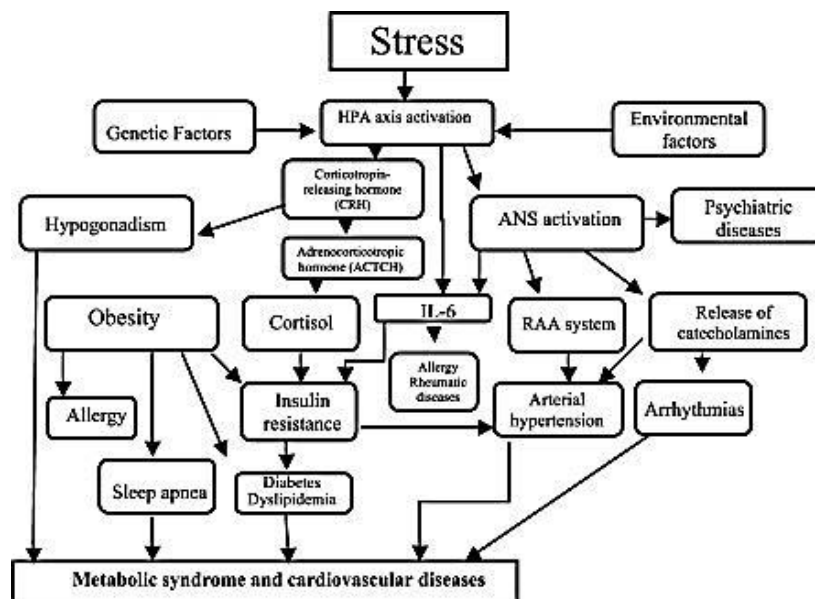 Stress
HPA axis activation
Genetic Factors
Environmental
factors
Corticotropin-
releasing hormone
(CRH)
Hypogonadism
ANS activation
Psychiatric
diseases
Adrenocorticotropic
hormone (ACTCH)
Obesity
Cortisol
IL-6
RAA system
Release of
catecholamines
Allergy
Rheumatic
diseases
Allergy
Insulin
resistance
Arterial
hypertension
Arrhythmias
Sleep apnea
Diabetes
Dyslipidemia
Metabolic syndrome and cardiovascular diseases